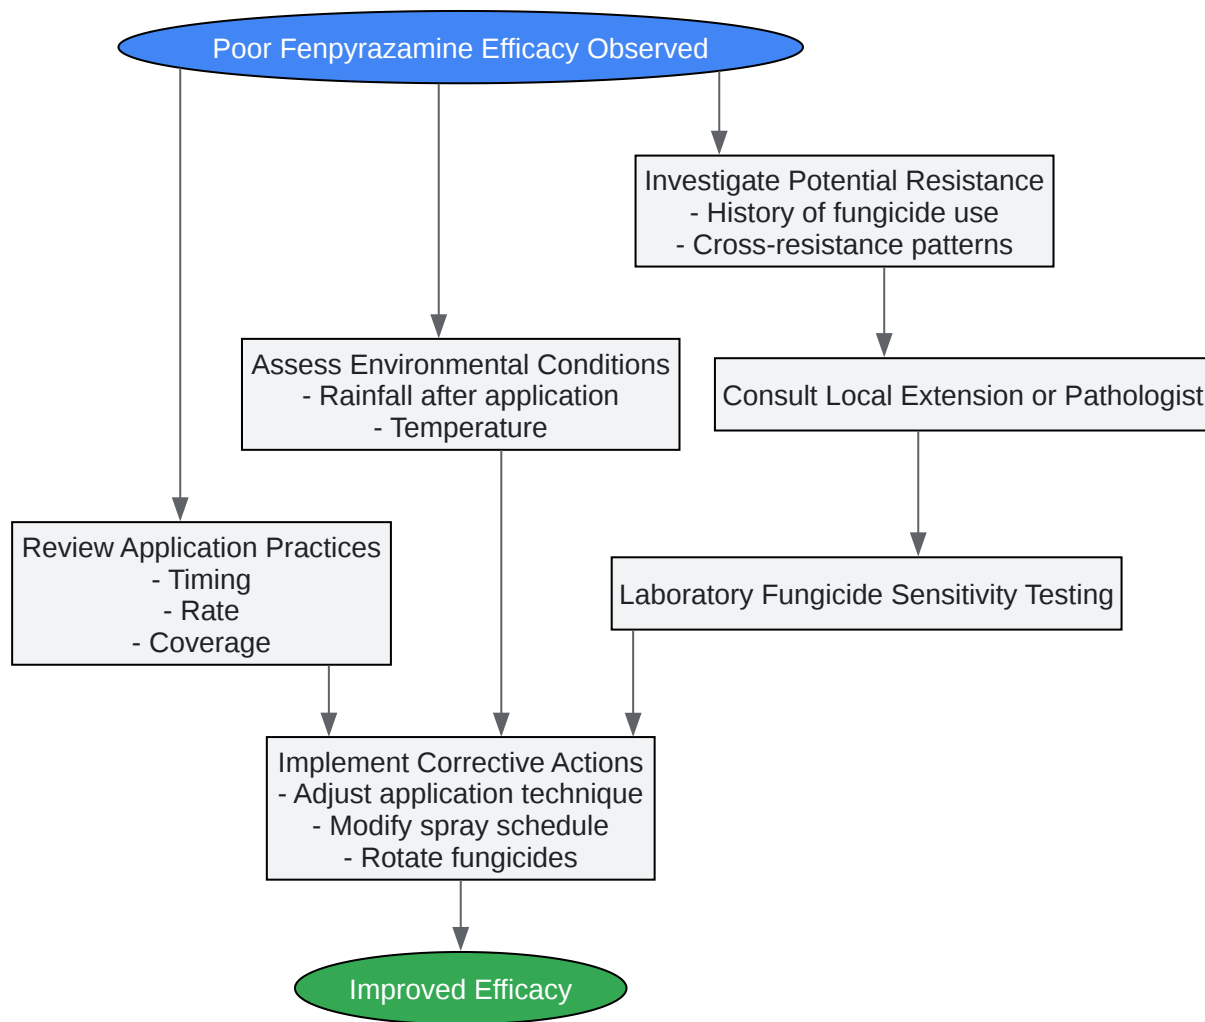 Poor Fenpyrazamine Efficacy Observed
Investigate Potential Resistance
- History of fungicide use
- Cross-resistance patterns
Assess Environmental Conditions
- Rainfall after application
- Temperature
Consult Local Extension or Pathologist
Review Application Practices
- Timing
- Rate
- Coverage
Laboratory Fungicide Sensitivity Testing
Implement Corrective Actions
- Adjust application technique
- Modify spray schedule
- Rotate fungicides
Improved Efficacy